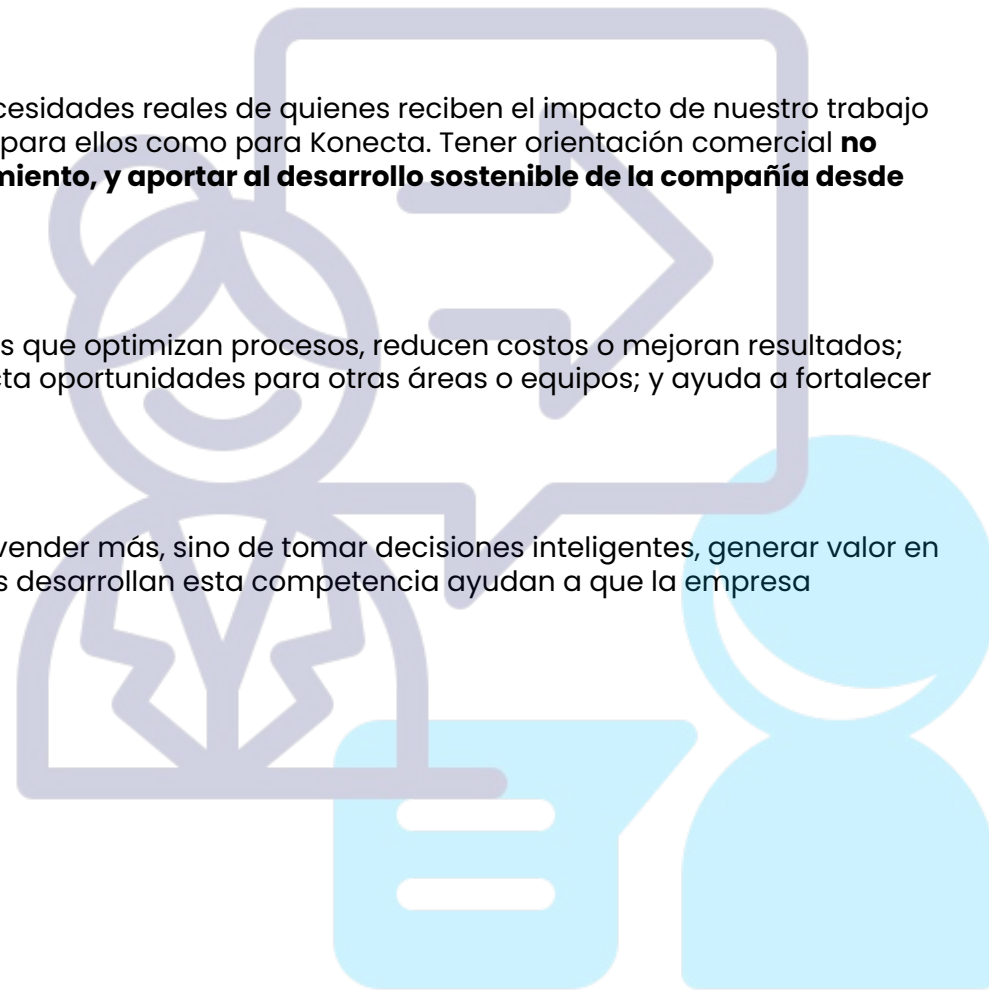 cesidades reales de quienes reciben el impacto de nuestro trabajo
para ellos como para Konecta. Tener orientación comercial no
miento, y aportar al desarrollo sostenible de la compañía desde
s que optimizan procesos, reducen costos o mejoran resultados;
cta oportunidades para otras áreas o equipos; y ayuda a fortalecer
vender más, sino de tomar decisiones inteligentes, generar valor en
s desarrollan esta competencia ayudan a que la empresa